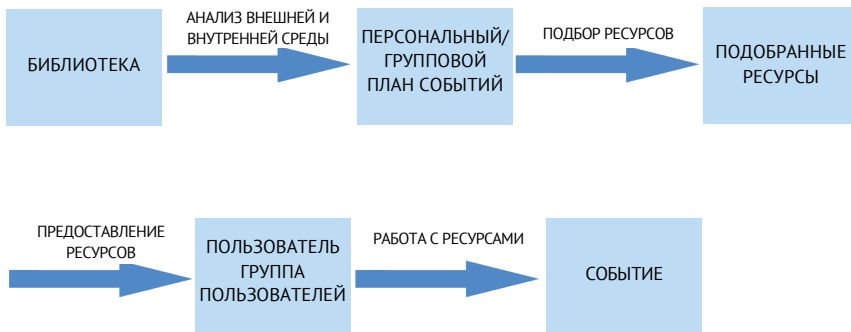 БИБЛИОТЕКА
АНАЛИЗ ВНЕШНЕЙ И
ВНУТРЕННЕЙ СРЕДЫ
ПЕРСОНАЛЬНЫЙ/
ГРУППОВОЙ
ПЛАН СОБЫТИЙ
ПОДБОР РЕСУРСОВ
ПОДОБРАННЫЕ
РЕСУРСЫ
ПРЕДОСТАВЛЕНИЕ
РЕСУРСОВ
ПОЛЬЗОВАТЕЛЬ
ГРУППА
ПОЛЬЗОВАТЕЛЕЙ
РАБОТА С РЕСУРСАМИ
СОБЫТИЕ